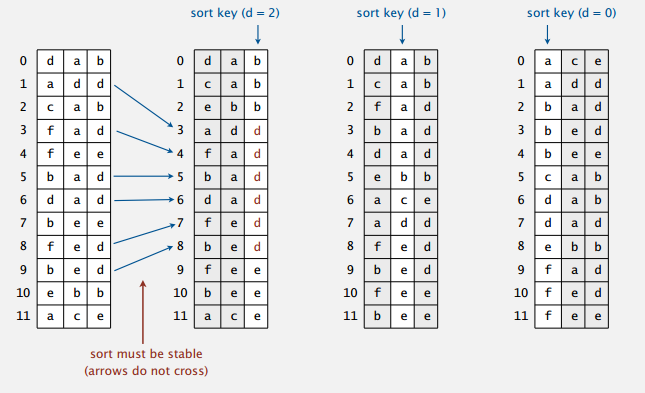 sort key (d = 2) sort key (d = 1) sort key (d = 0)
0 d a b 0 d a b 0 d a b 0 a c e
1 a d d 1 c a b 1 c a b 1 a d d
2 c a b 2 e b b 2 f a d 2 b a d
3 f a d 3 a d d 3 b a d 3 b e d
4 f e e 4 f a d 4 d a d 4 b e e
5 b a d 5 b a d 5 e b b 5 c a b
6 d a d 6 d a d 6 a c e 6 d a b
7 b e e 7 f e d 7 a d d 7 d a d
8 f e d 8 b e d 8 f e d 8 e b b
9 b e d 9 f e e 9 b e d 9 f a d
10 e b b 10 b e e 10 f e e 10 f e d
11 a c e 11 a c e 11 b e e 11 f e e
sort must be stable
(arrows do not cross)